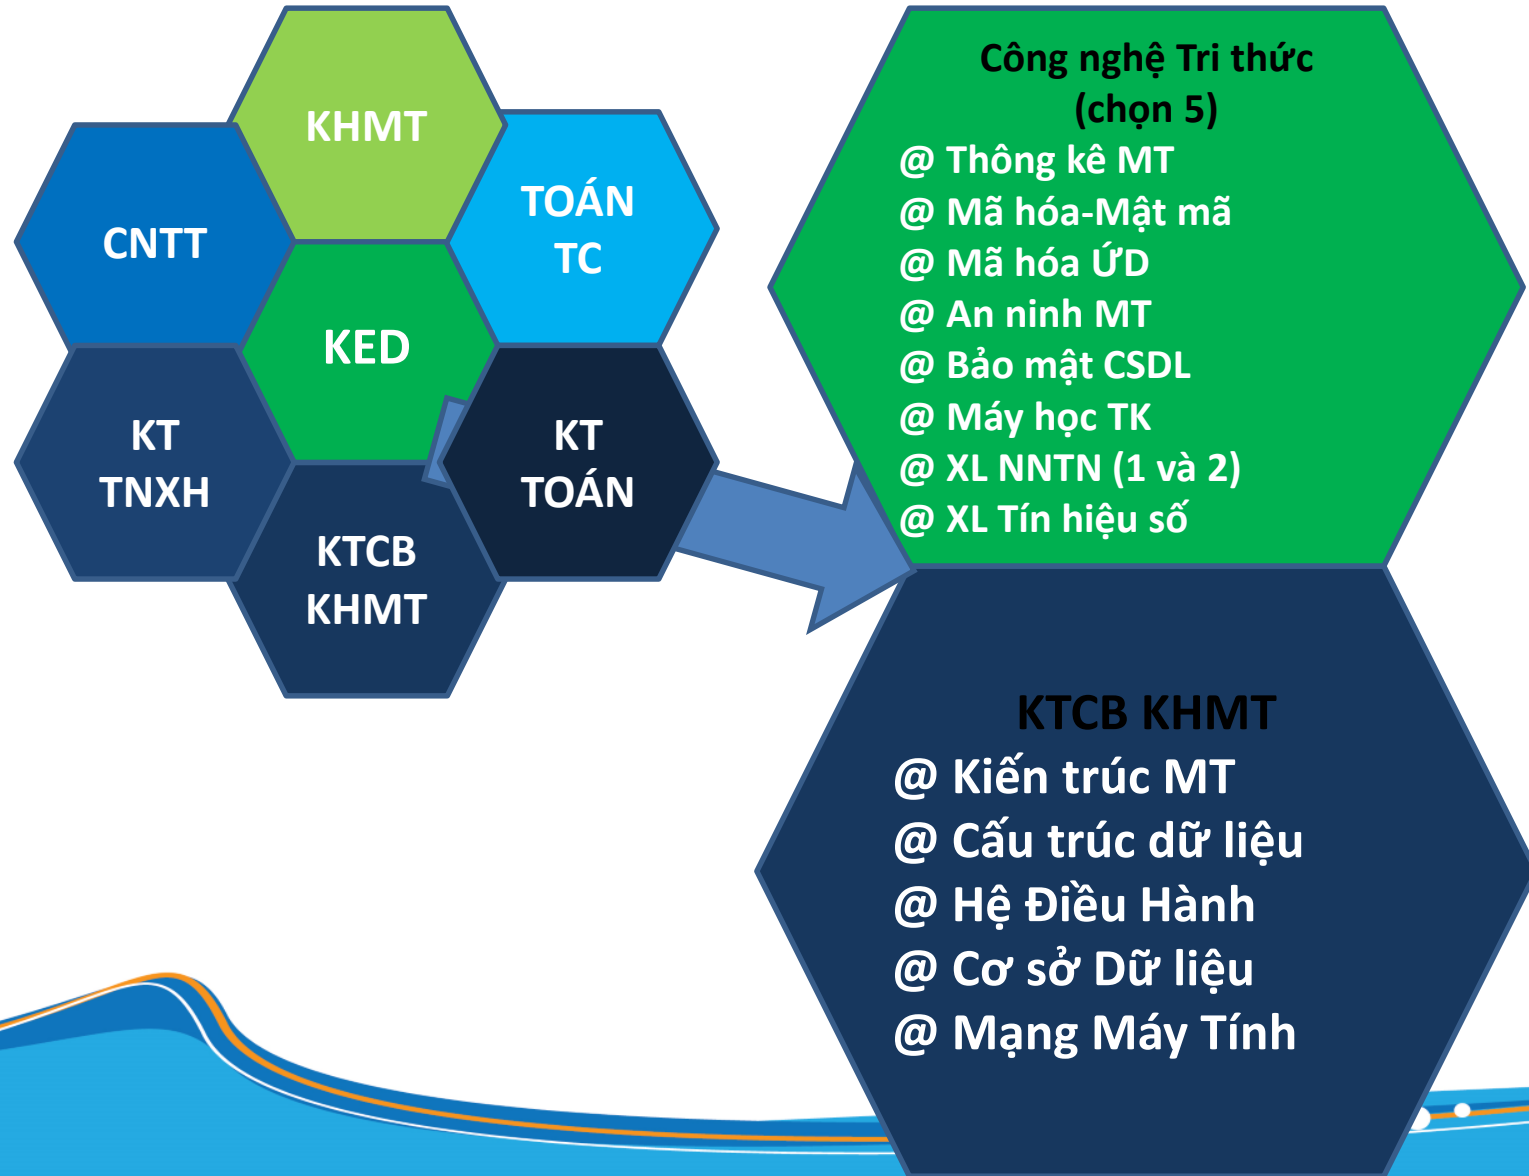 KHMT
CNTT
TOÁN
TC
KED
KT
TNXH
KT
TOÁN
KTCB
KHMT
Công nghệ Tri thức
(chọn 5)
@ Thông kê MT
@ Mã hóa-Mật mã
@ Mã hóa ỨD
@ An ninh MT
@ Bảo mật CSDL
@ Máy học TK
@ XL NNTN (1 và 2)
@ XL Tín hiệu số
KTCB KHMT
@ Kiến trúc MT
@ Cấu trúc dữ liệu
@ Hệ Điều Hành
@ Cơ sở Dữ liệu
@ Mạng Máy Tính